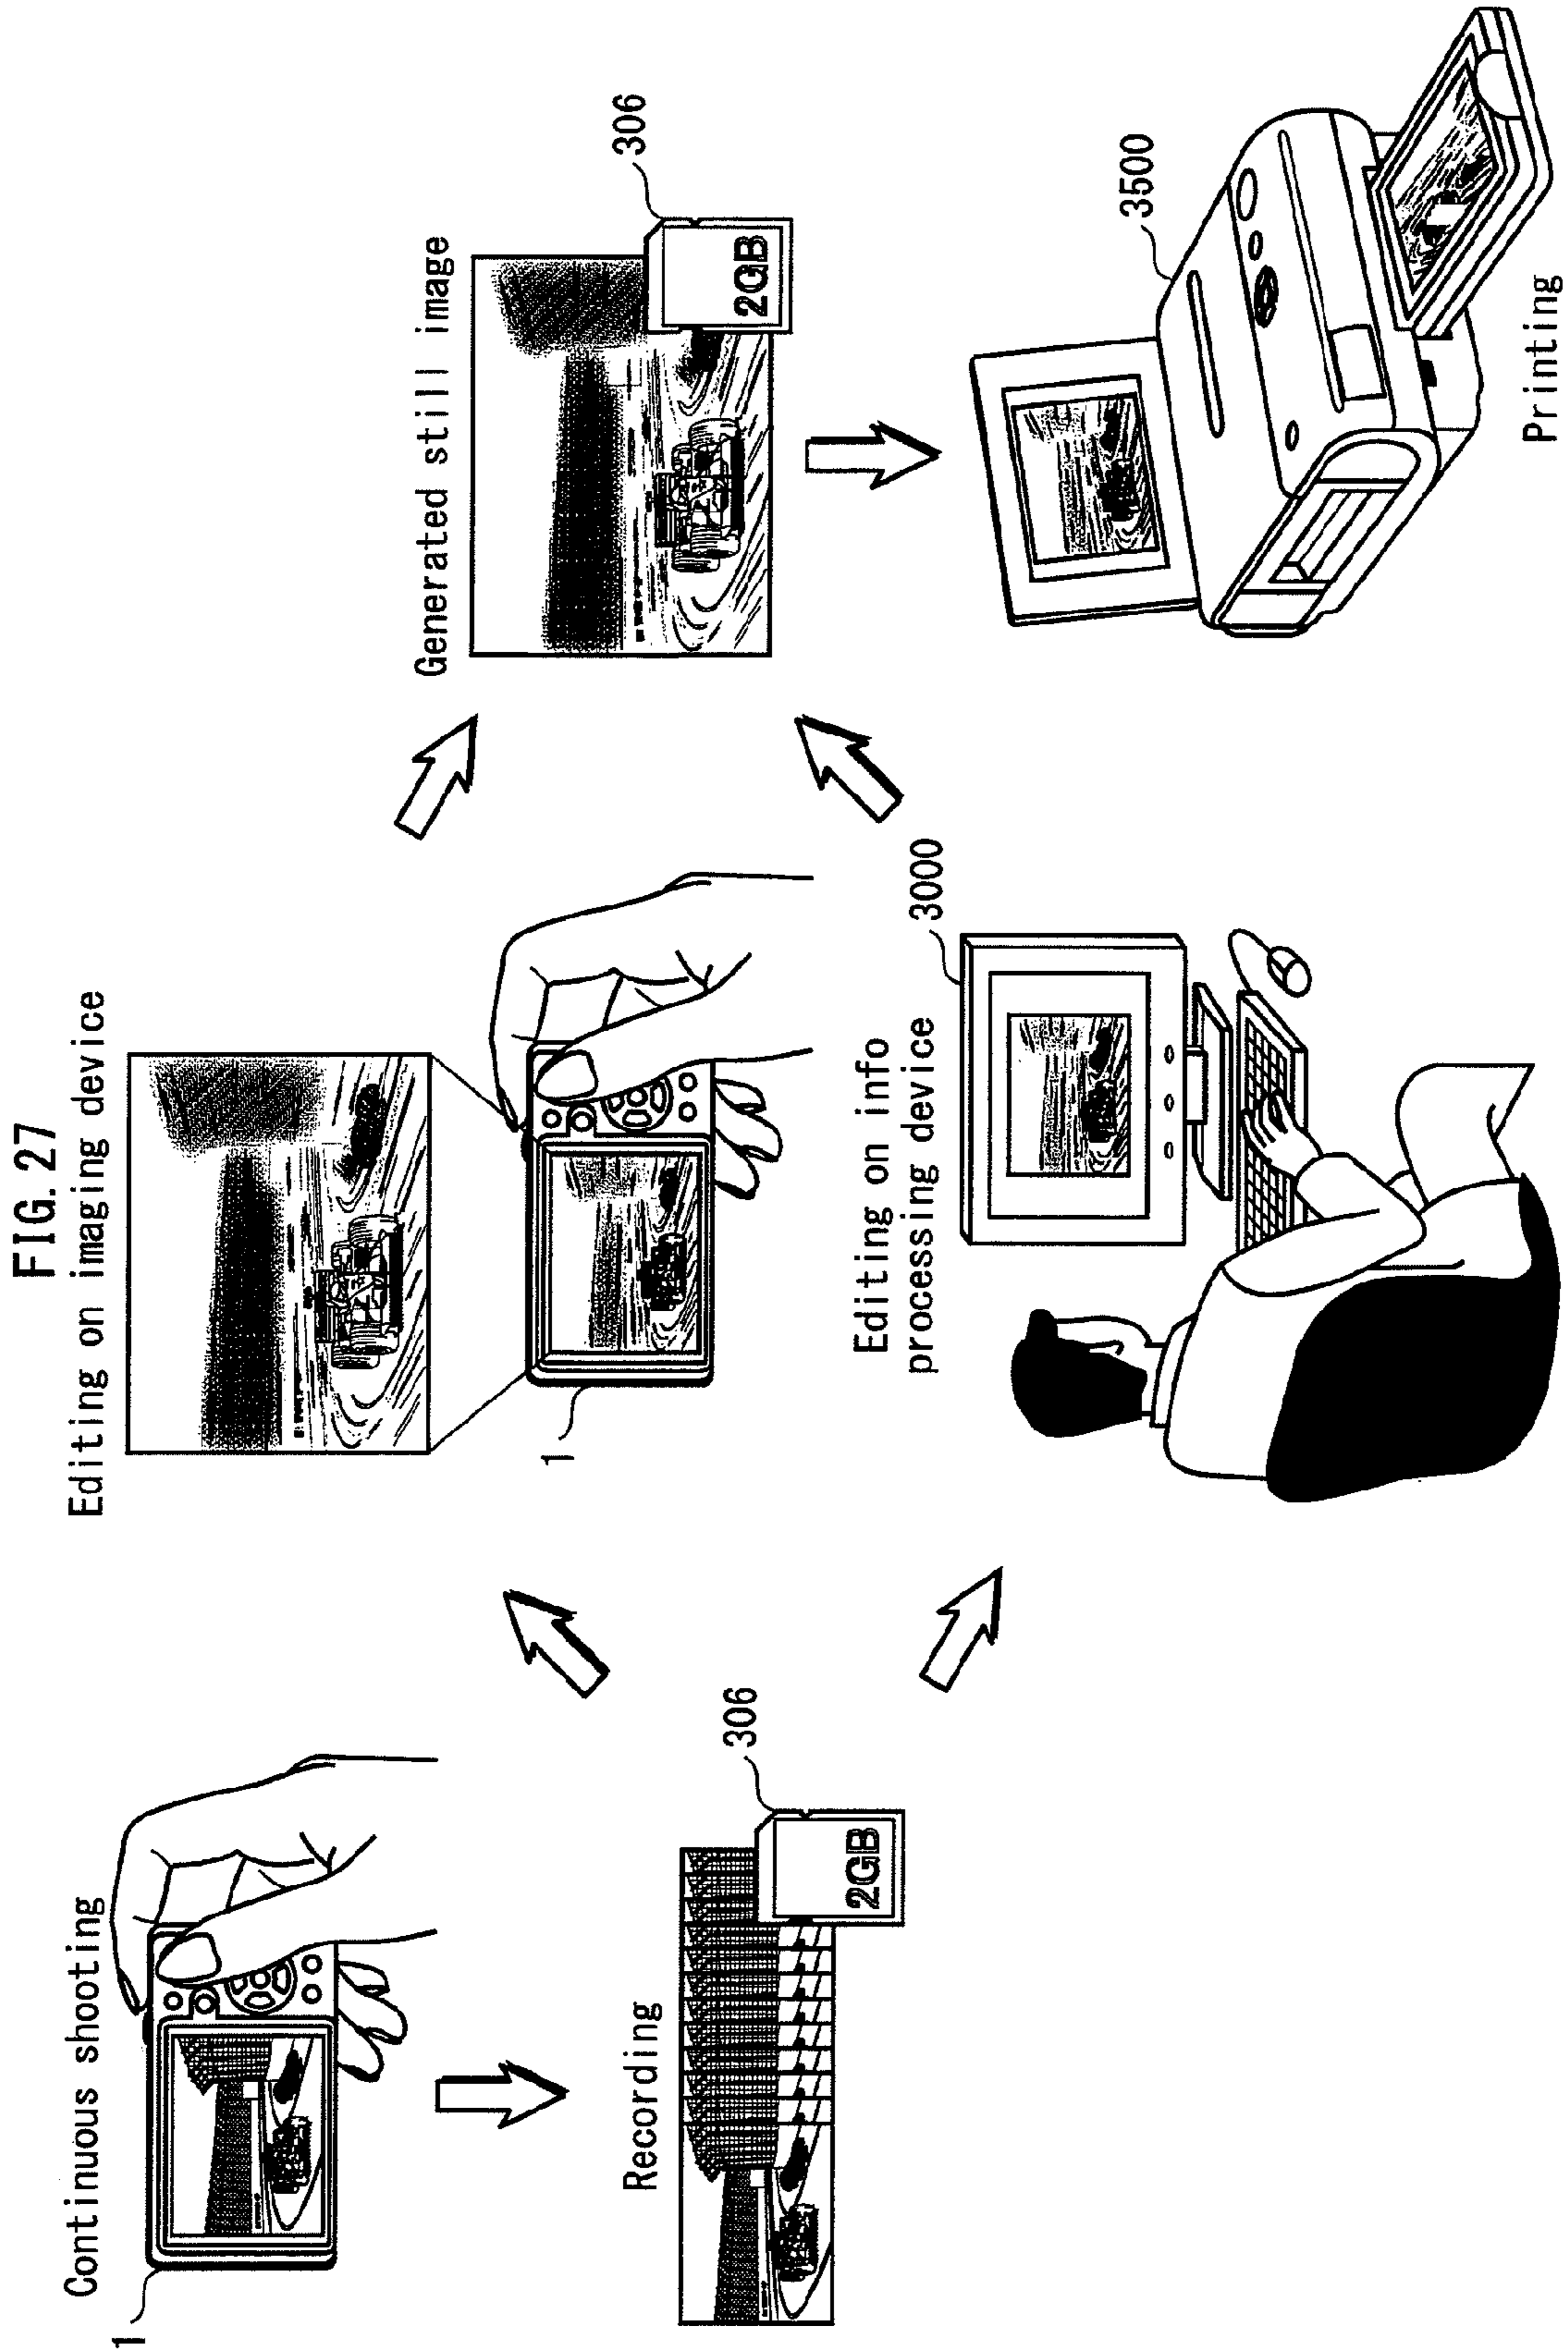 FIG. 27
Continuous shooting
1
Recording
306
2GB
Editing on imaging device
1
Editing on info
processing device
3000
Generated still image
306
2GB
3500
Printing